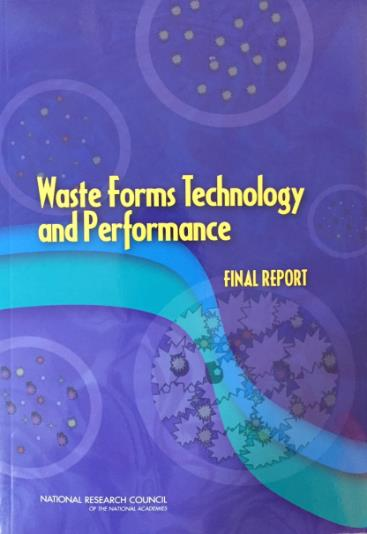 Waste Forms Technology
and Performance
FINAL REPORT
NATIONAL RESEARCH COUNCIL
OF THE NATIONAL ACADEMIES